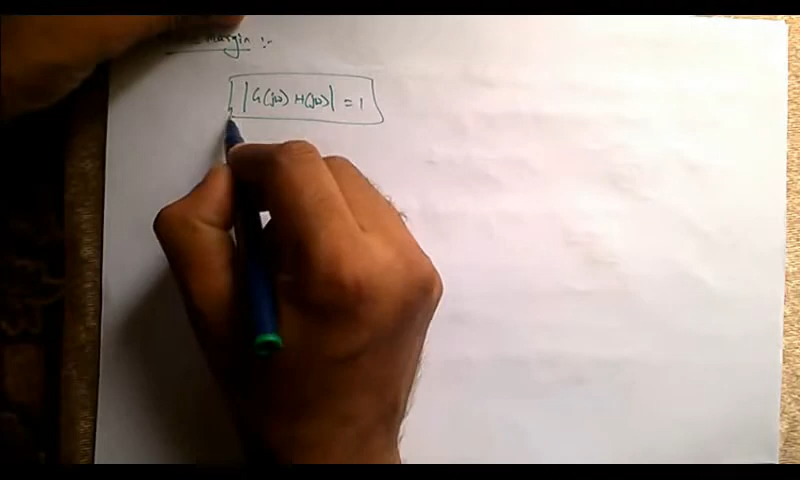 Margin :-
|G(jω) H(jω)| = 1